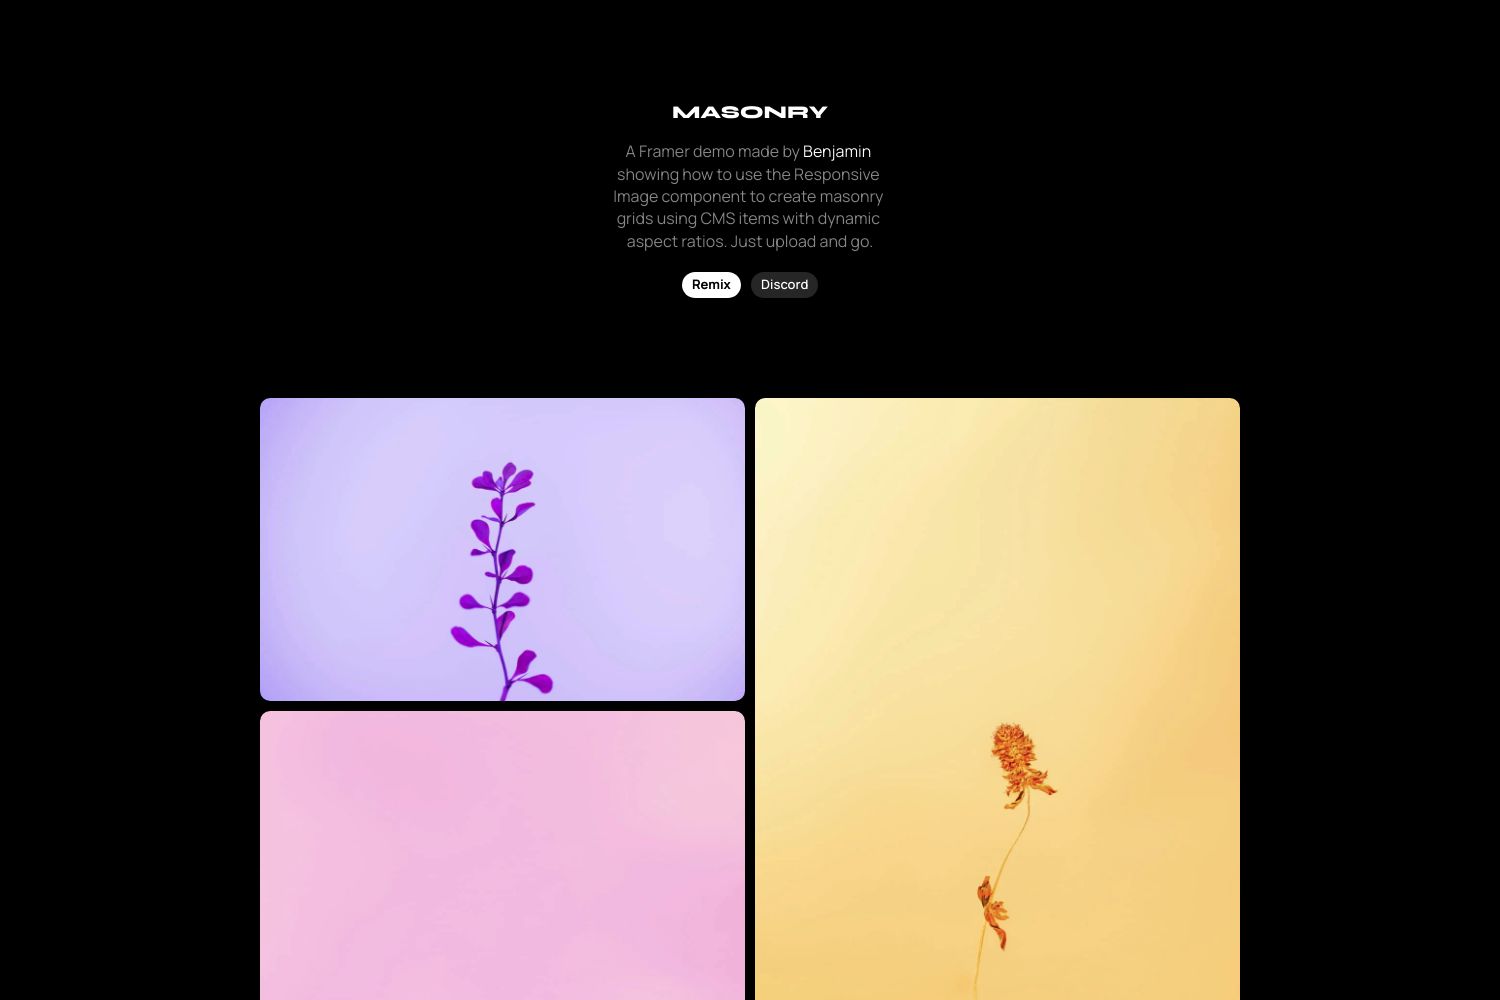 MASONRY
A Framer demo made by Benjamin
showing how to use the Responsive
Image component to create masonry
grids using CMS items with dynamic
aspect ratios. Just upload and go.
Remix
Discord